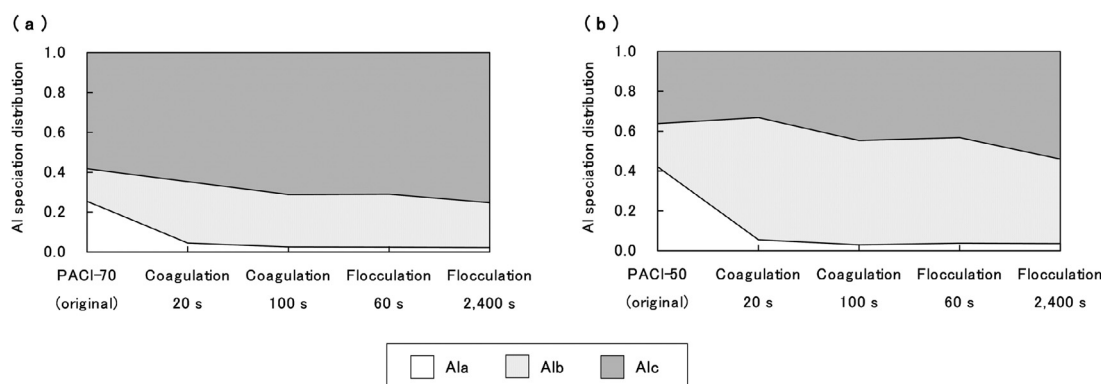 (a)
Al speciation distribution
1.0
0.8
0.6
0.4
0.2
0.0
PACl-70 Coagulation Coagulation Flocculation Flocculation
(original) 20 s 100 s 60 s 2,400 s
(b)
Al speciation distribution
1.0
0.8
0.6
0.4
0.2
0.0
PACl-50 Coagulation Coagulation Flocculation Flocculation
(original) 20 s 100 s 60 s 2,400 s
Ala Alb Alc